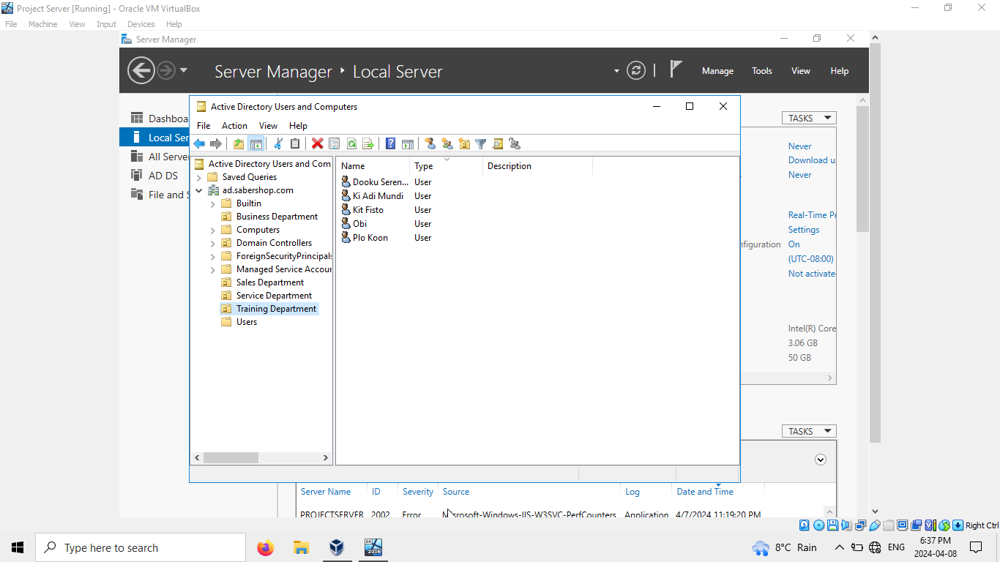 Project Server [Running] - Oracle VM VirtualBox
File Machine View Input Devices Help
Server Manager
Server Manager ‣ Local Server
Manage Tools View Help
Dashboa
Local Ser
All Serve
AD DS
File and S
TASKS
Never
Download u
Never
Real-Time Pr
Settings
nfiguration On
(UTC-08:00)
Not activate
Intel(R) Core
3.06 GB
50 GB
TASKS
Active Directory Users and Computers
File Action View Help
Active Directory Users and Com
Saved Queries
ad.sabershop.com
Builtin
Business Department
Computers
Domain Controllers
ForeignSecurityPrincipals
Managed Service Accour
Sales Department
Service Department
Training Department
Users
Name Type Description
Dooku Seren... User
Ki Adi Mundi User
Kit Fisto User
Obi User
Plo Koon User
Server Name ID Severity Source Log Date and Time
PROJECTSERVER 2002 Error Microsoft-Windows-IIS-W3SVC-PerfCounters Application 4/7/2024 11:19:20 PM
Right Ctrl
Type here to search
64
2016
8°C Rain
ENG
6:37 PM
2024-04-08